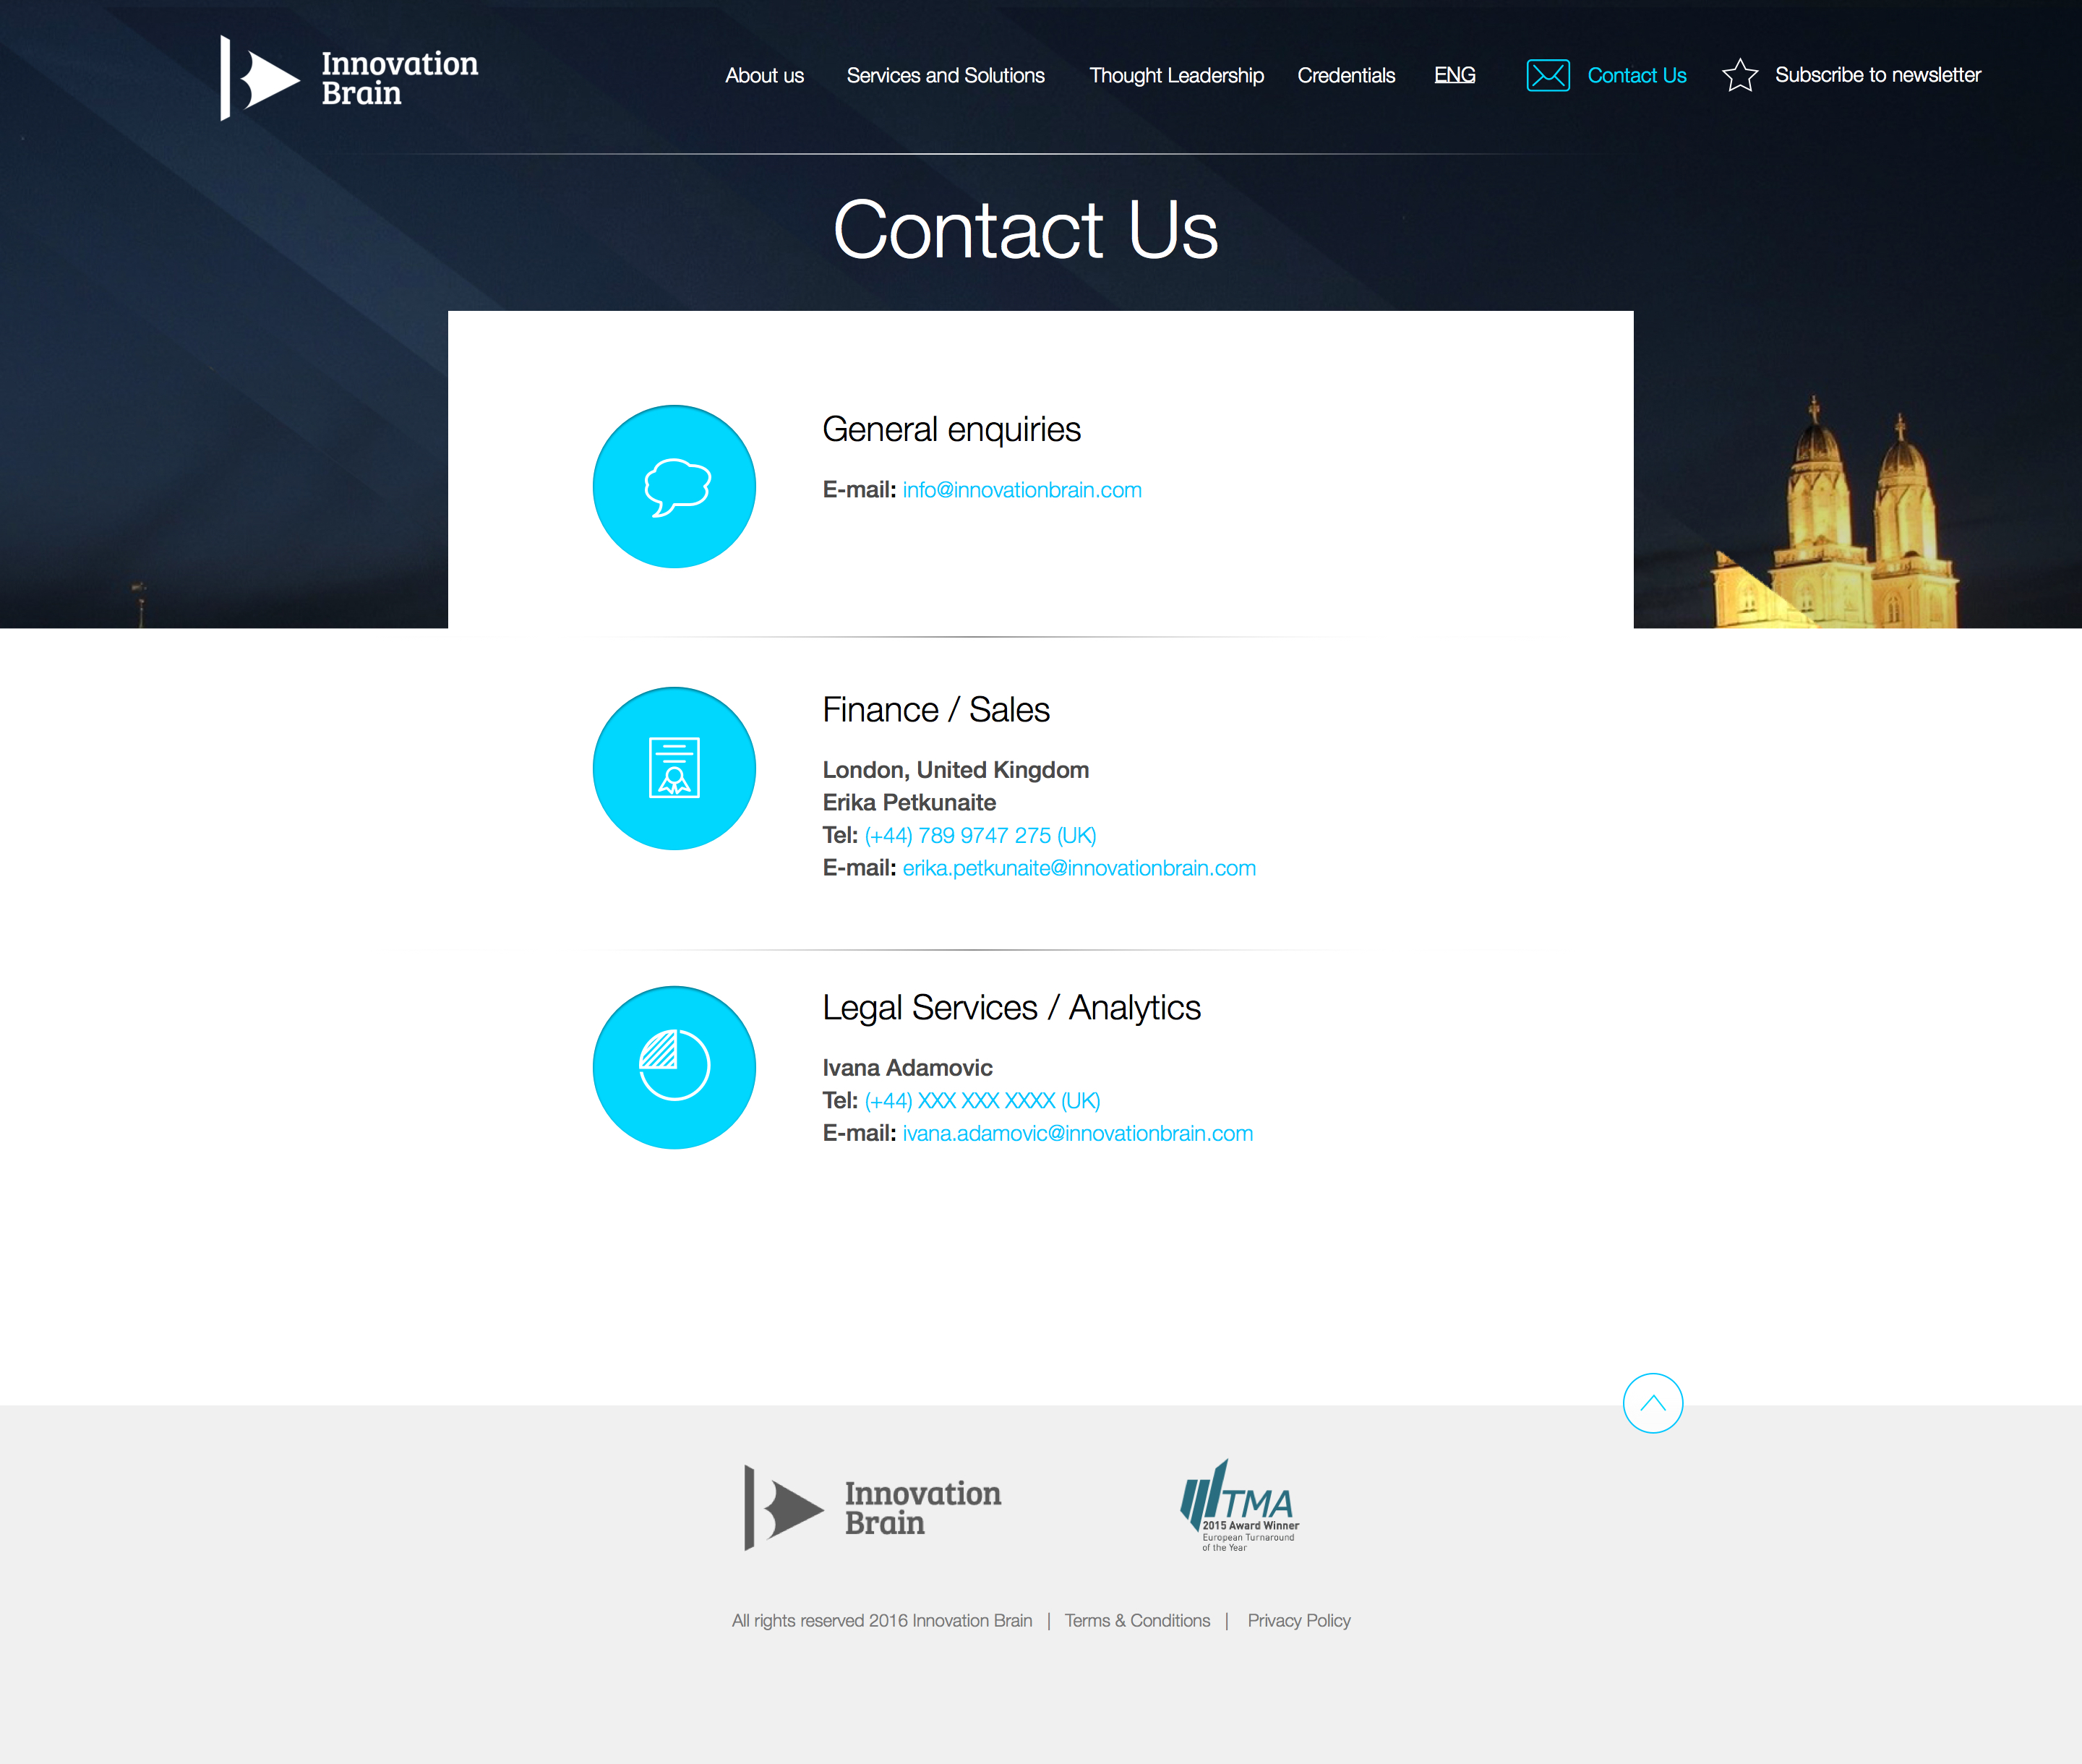 Innovation
Brain
About us
Services and Solutions
Thought Leadership
Credentials
ENG
Contact Us
Subscribe to newsletter
Contact Us
General enquiries
E-mail: info@innovationbrain.com
Finance / Sales
London, United Kingdom
Erika Petkunaite
Tel: (+44) 789 9747 275 (UK)
E-mail: erika.petkunaite@innovationbrain.com
Legal Services / Analytics
Ivana Adamovic
Tel: (+44) XXX XXX XXXX (UK)
E-mail: ivana.adamovic@innovationbrain.com
Innovation
Brain
TMA
2015 Award Winner
European Turnaround
of the Year
All rights reserved 2016 Innovation Brain | Terms & Conditions | Privacy Policy